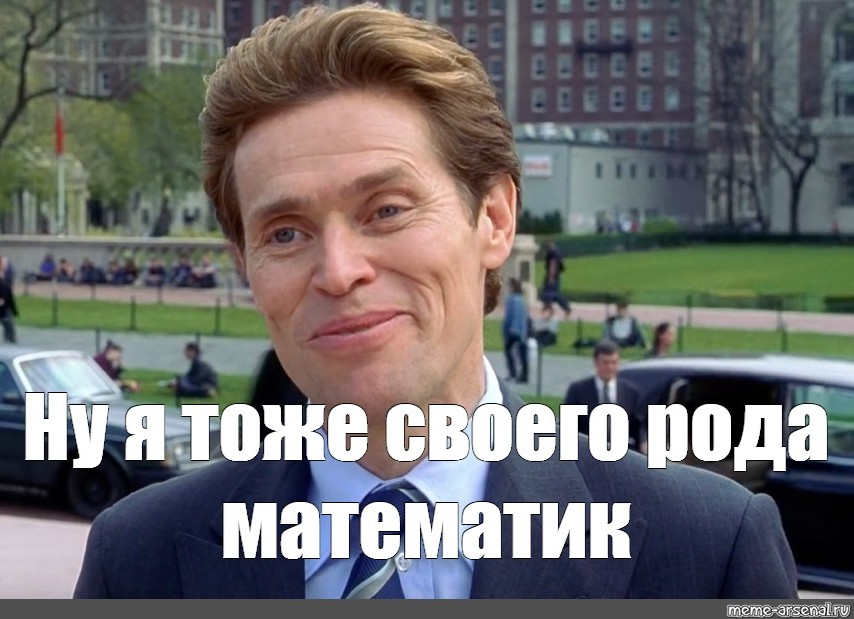 Ну я тоже своего рода
математик
meme-arsenal.ru